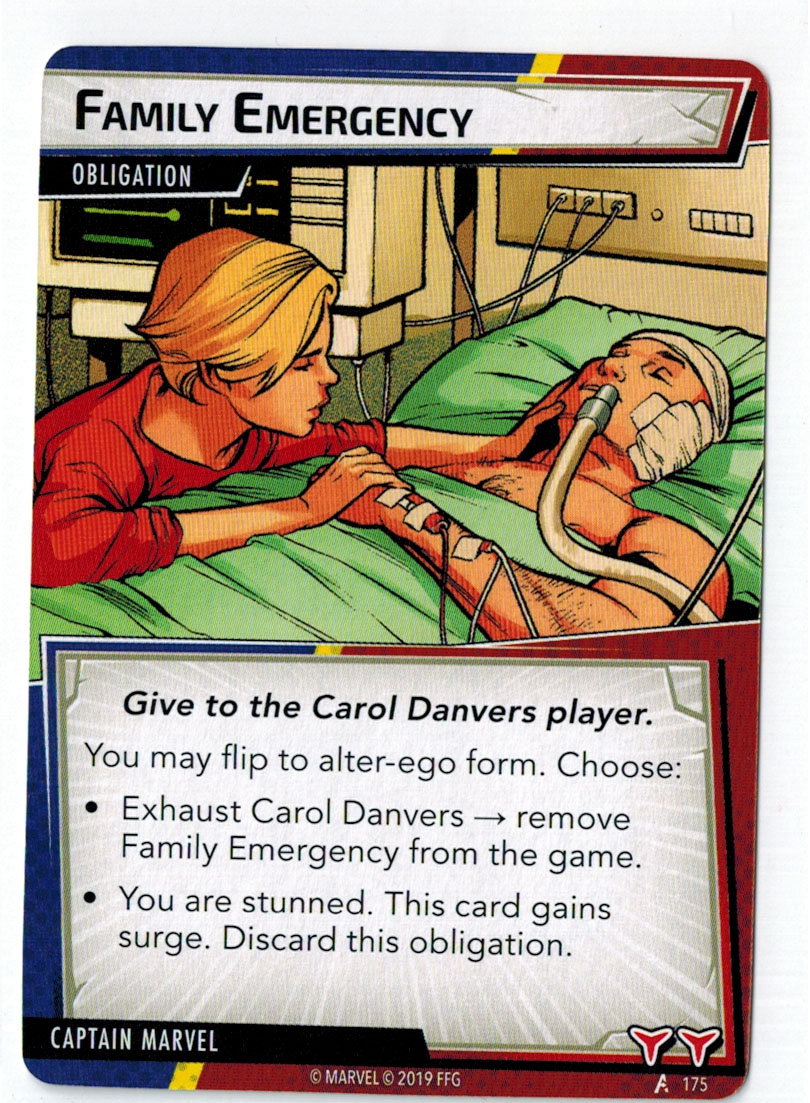 FAMILY EMERGENCY
OBLIGATION
Give to the Carol Danvers player.
You may flip to alter-ego form. Choose:
• Exhaust Carol Danvers → remove
Family Emergency from the game.
• You are stunned. This card gains
surge. Discard this obligation.
CAPTAIN MARVEL
© MARVEL © 2019 FFG
175